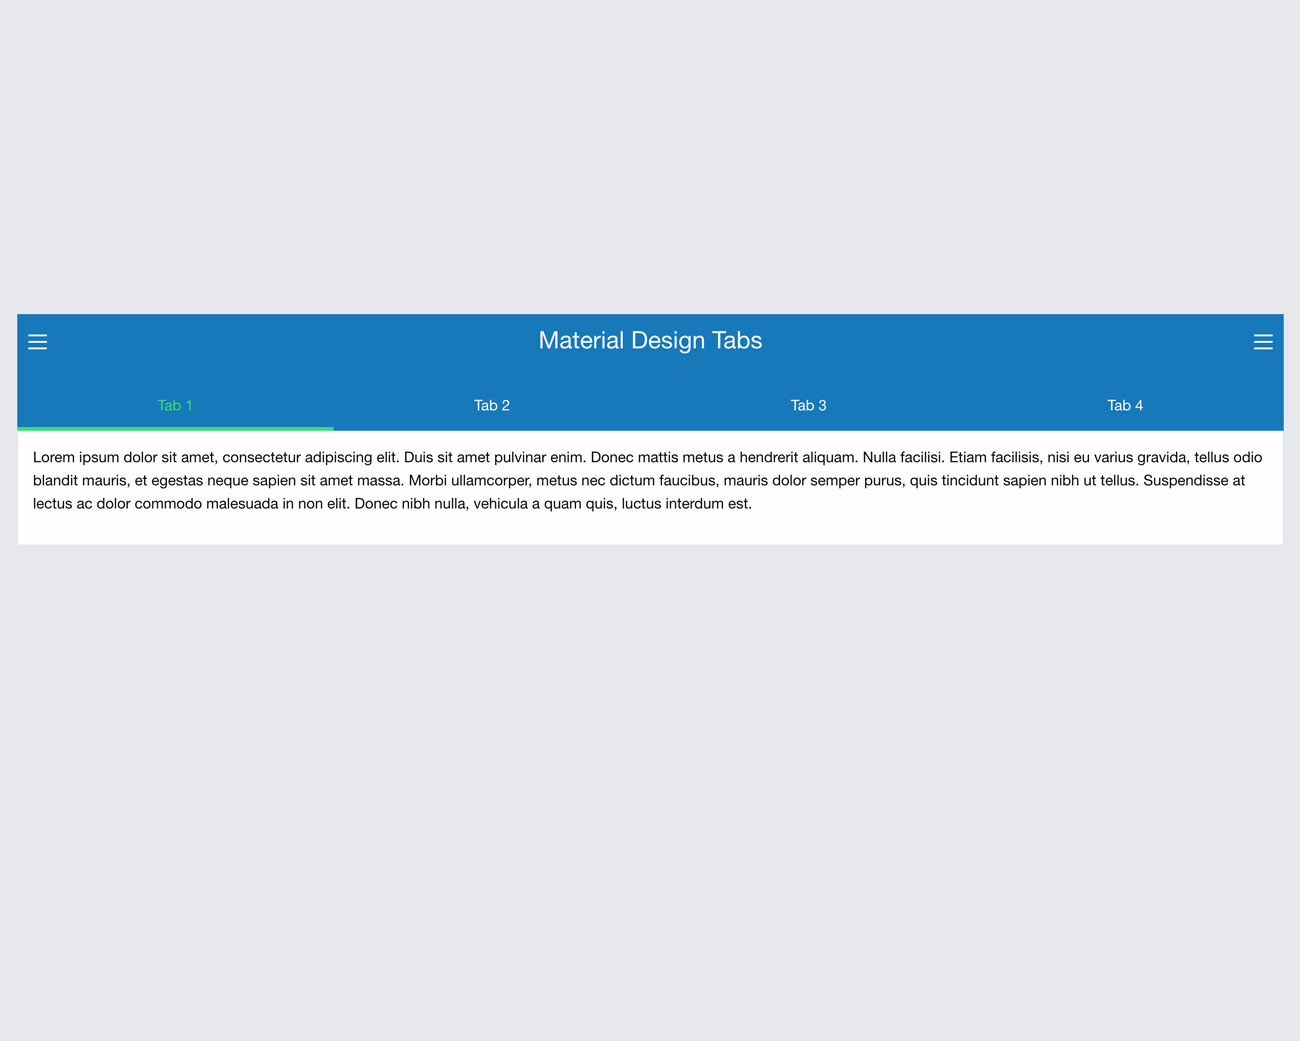 Material Design Tabs
Tab 1 Tab 2 Tab 3 Tab 4
Lorem ipsum dolor sit amet, consectetur adipiscing elit. Duis sit amet pulvinar enim. Donec mattis metus a hendrerit aliquam. Nulla facilisi. Etiam facilisis, nisi eu varius gravida, tellus odio
blandit mauris, et egestas neque sapien sit amet massa. Morbi ullamcorper, metus nec dictum faucibus, mauris dolor semper purus, quis tincidunt sapien nibh ut tellus. Suspendisse at
lectus ac dolor commodo malesuada in non elit. Donec nibh nulla, vehicula a quam quis, luctus interdum est.